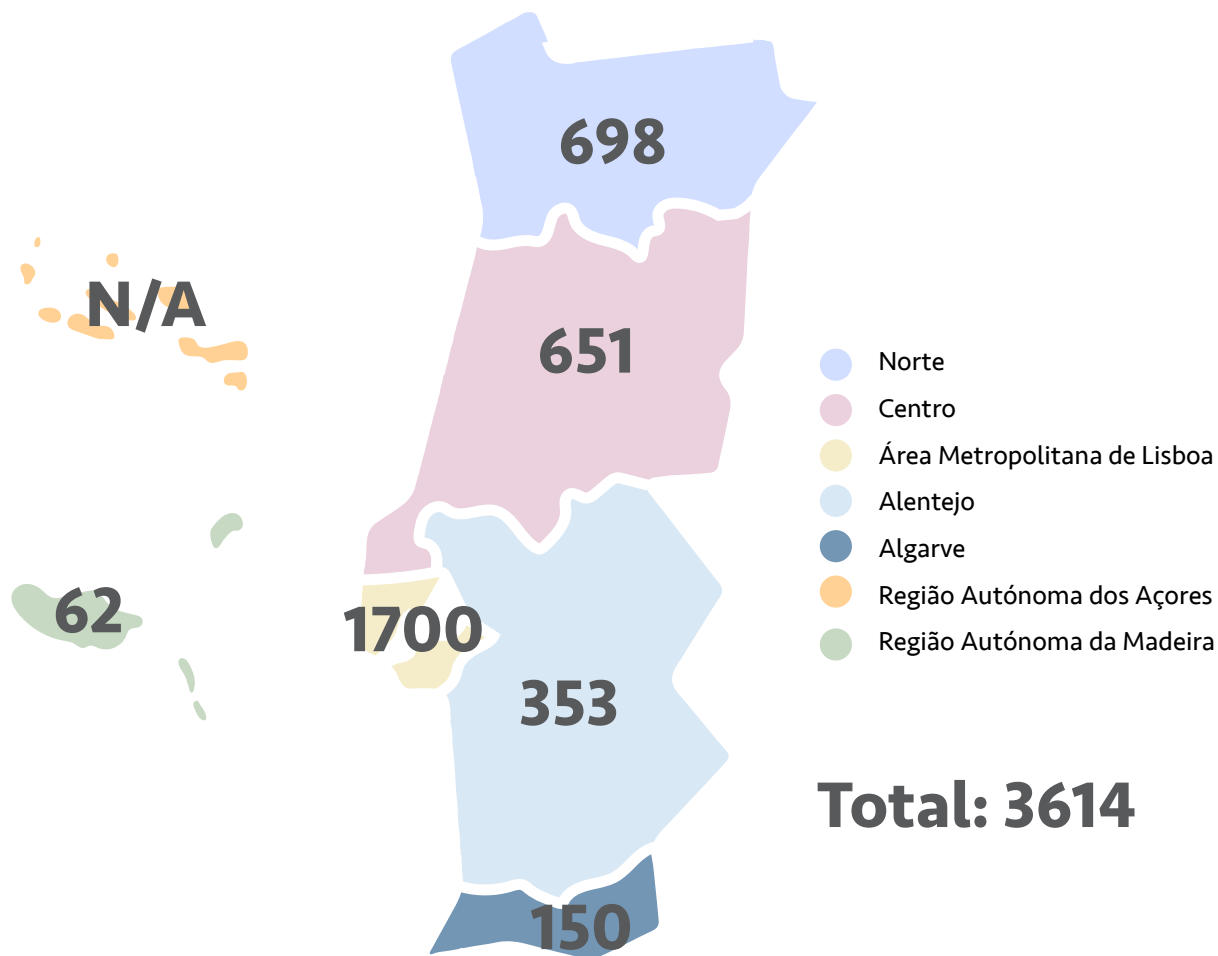 698
N/A
651
Norte
Centro
Área Metropolitana de Lisboa
Alentejo
Algarve
Região Autónoma dos Açores
Região Autónoma da Madeira
62
1700
353
Total: 3614
150